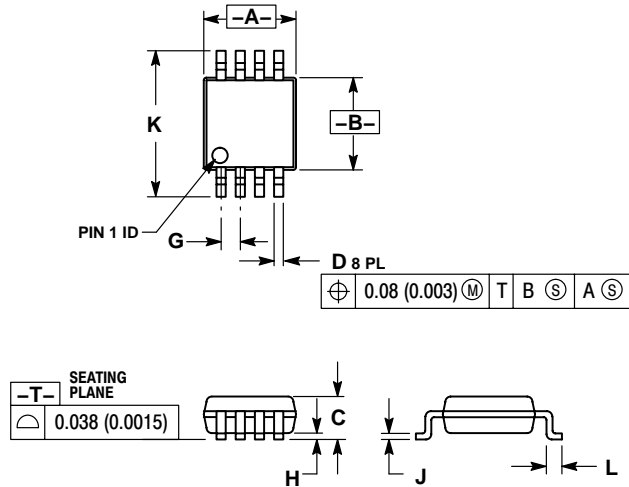 –A–
K
–B–
PIN 1 ID
G
D 8 PL
⌖ 0.08 (0.003) Ⓜ T B Ⓢ A Ⓢ
–T– SEATING PLANE
⌓ 0.038 (0.0015)
C
H
J
L